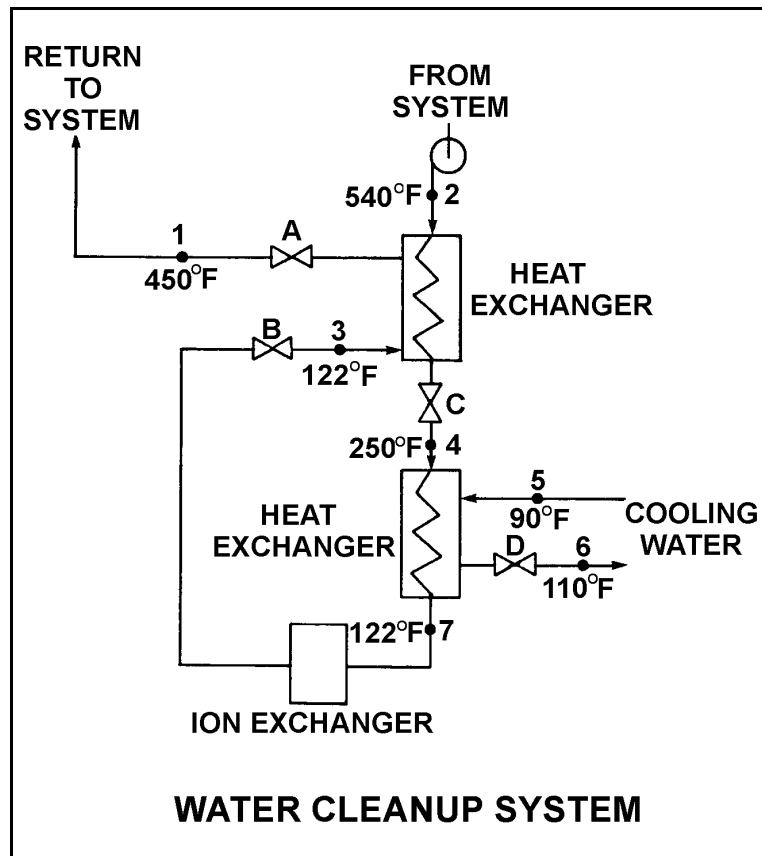 RETURN
TO
SYSTEM
FROM
SYSTEM
540°F
2
1
A
450°F
HEAT
EXCHANGER
B
3
122°F
C
250°F
4
HEAT
EXCHANGER
5
90°F
COOLING
WATER
D
6
110°F
122°F
7
ION EXCHANGER
WATER CLEANUP SYSTEM